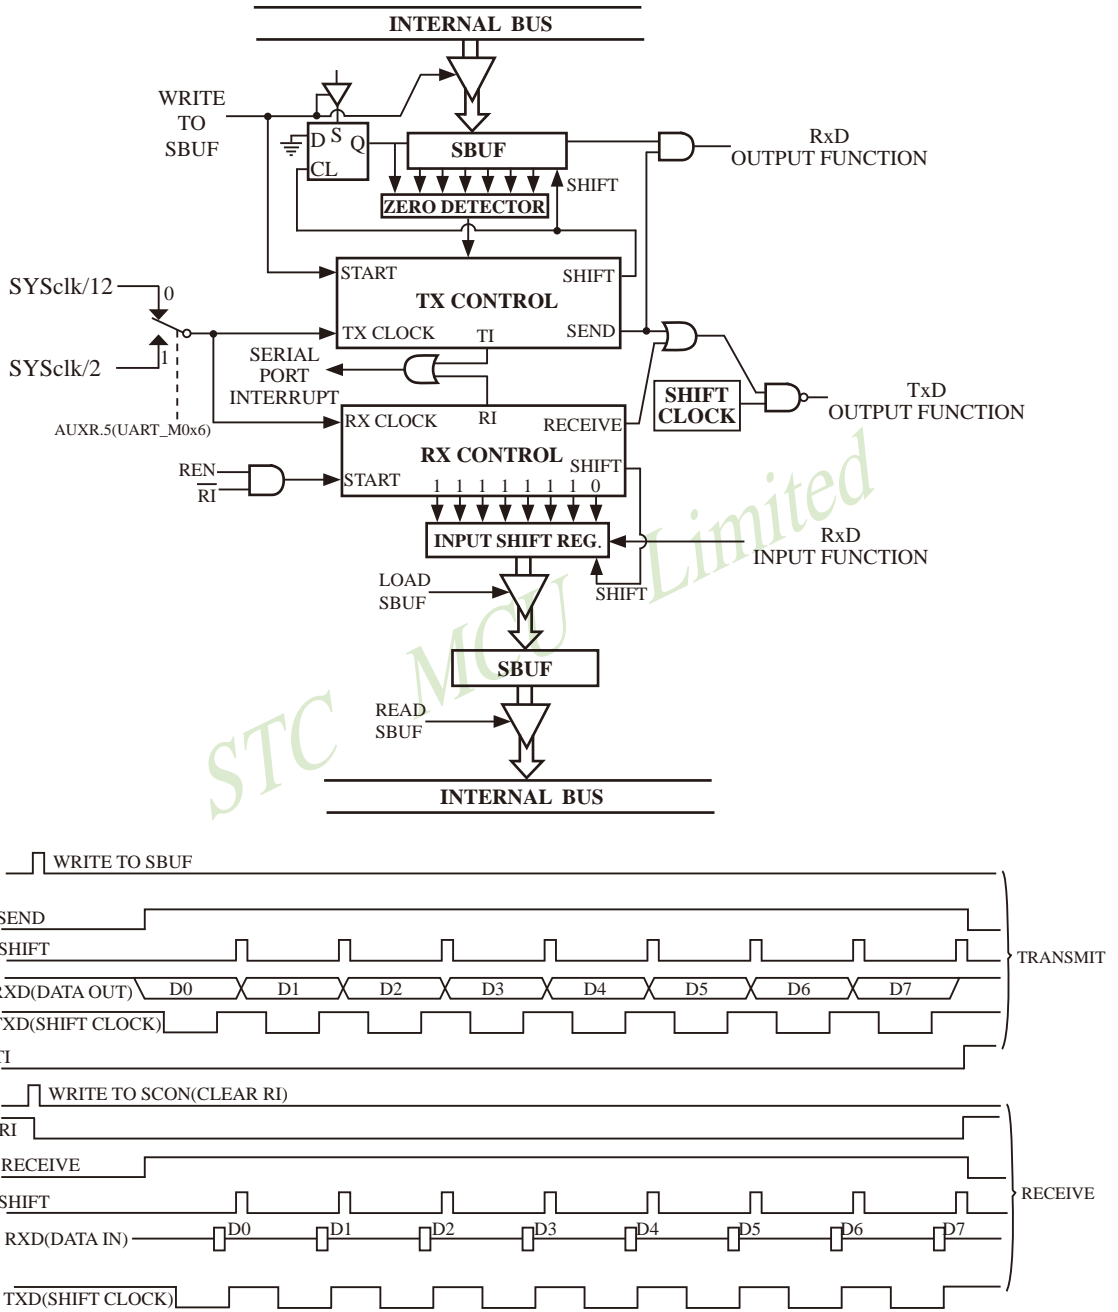 INTERNAL BUS
WRITE
TO
SBUF
D S Q
CL
SBUF
RxD
OUTPUT FUNCTION
SHIFT
ZERO DETECTOR
START
SHIFT
TX CONTROL
TX CLOCK
TI
SEND
SYSclk/12
0
SYSclk/2
1
SERIAL
PORT
INTERRUPT
AUXR.5(UART_M0x6)
SHIFT
CLOCK
TxD
OUTPUT FUNCTION
RX CLOCK
RI
RECEIVE
RX CONTROL
SHIFT
START
REN
RI
1 1 1 1 1 1 1 0
INPUT SHIFT REG.
RxD
INPUT FUNCTION
SHIFT
LOAD
SBUF
SBUF
READ
SBUF
INTERNAL BUS
STC MCU Limited
WRITE TO SBUF
SEND
SHIFT
RXD(DATA OUT) D0 D1 D2 D3 D4 D5 D6 D7
TXD(SHIFT CLOCK)
TI
TRANSMIT
WRITE TO SCON(CLEAR RI)
RI
RECEIVE
SHIFT
RXD(DATA IN) D0 D1 D2 D3 D4 D5 D6 D7
TXD(SHIFT CLOCK)
RECEIVE